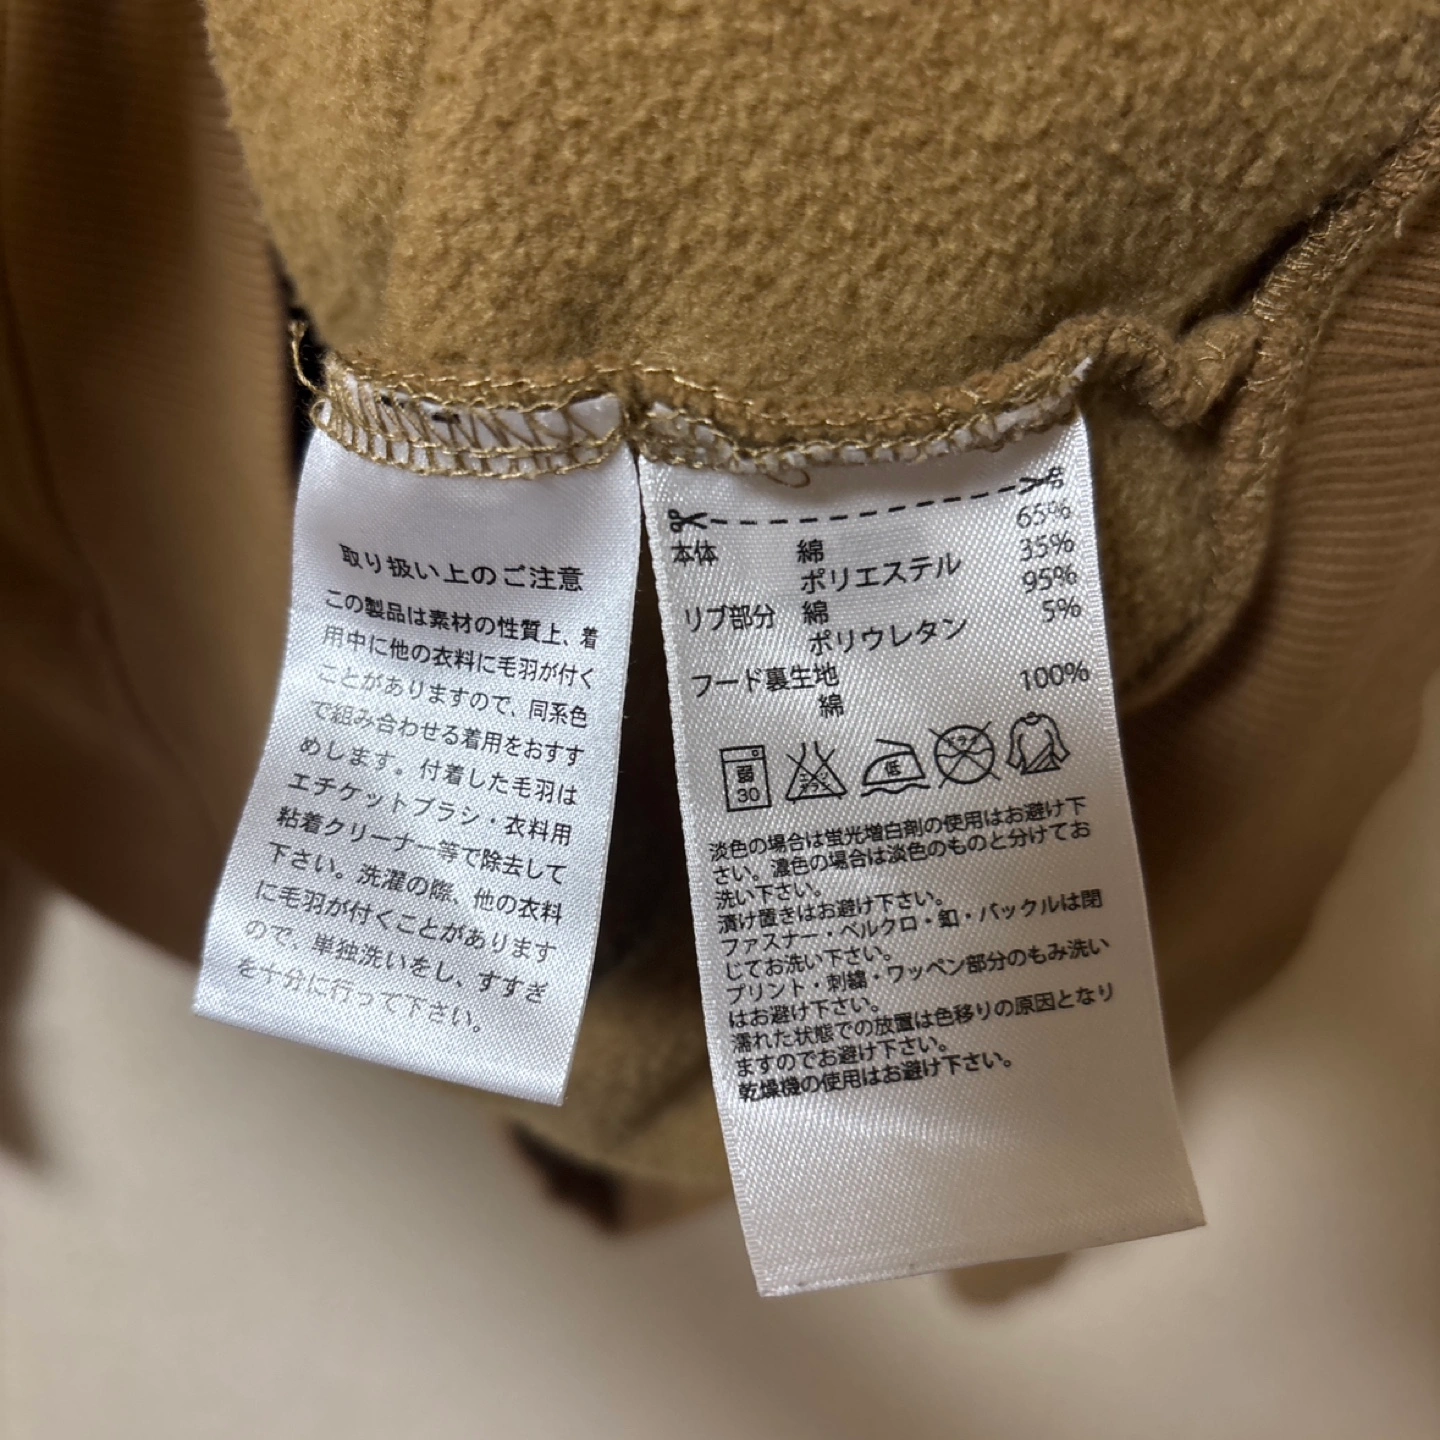 取り扱い上のご注意
この製品は素材の性質上、着
用中に他の衣料に毛羽が付く
ことがありますので、同系色
で組み合わせる着用をおすす
めします。付着した毛羽は
エチケットブラシ・衣料用
粘着クリーナー等で除去して
下さい。洗濯の際、他の衣料
に毛羽が付くことがあります
ので、単独洗いをし、すすぎ
を十分に行って下さい。
65%
本体 綿 35%
ポリエステル 95%
リブ部分 綿 5%
ポリウレタン
フード裏生地 100%
綿
弱 30 エンソサラシ 低 ドライ
淡色の場合は蛍光増白剤の使用はお避け下
さい。濃色の場合は淡色のものと分けてお
洗い下さい。
漬け置きはお避け下さい。
ファスナー・ベルクロ・釦・バックルは閉
じてお洗い下さい。
プリント・刺繍・ワッペン部分のもみ洗い
はお避け下さい。
濡れた状態での放置は色移りの原因となり
ますのでお避け下さい。
乾燥機の使用はお避け下さい。